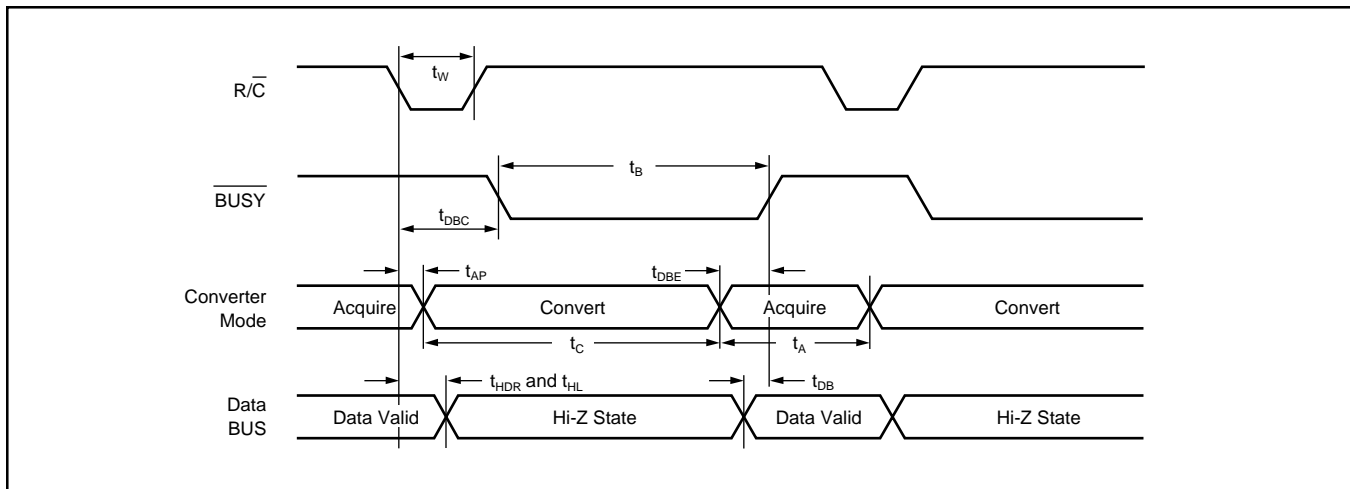 R/C̅
t_W
B̅U̅S̅Y̅
t_B
t_DBC
Converter
Mode
t_AP
t_DBE
Acquire
Convert
Acquire
Convert
t_C
t_A
Data
BUS
t_HDR and t_HL
t_DB
Data Valid
Hi-Z State
Data Valid
Hi-Z State